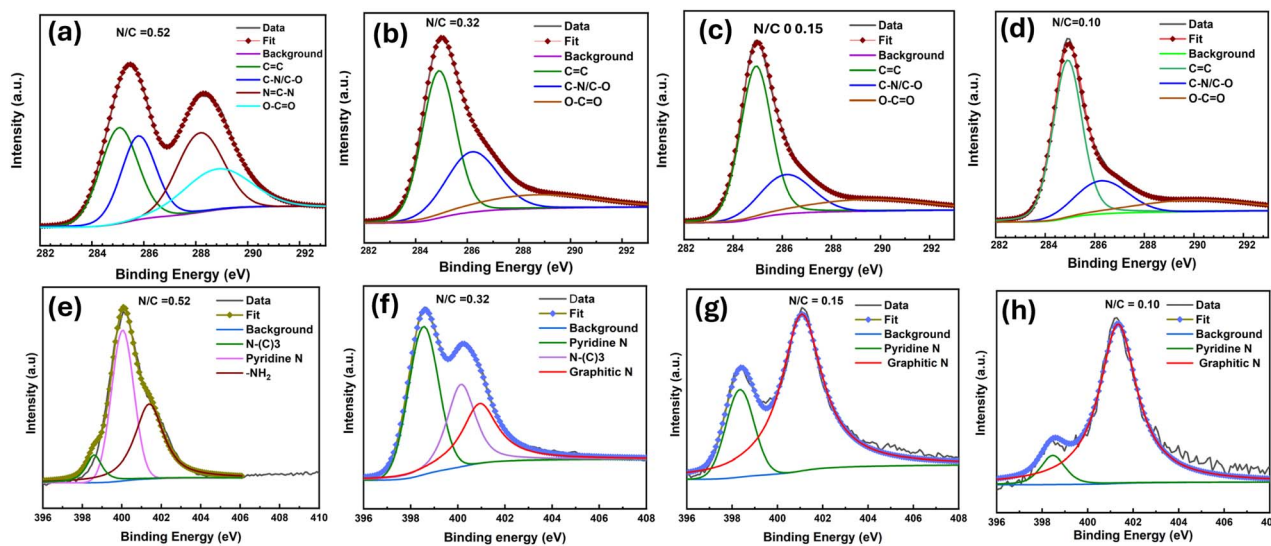 (a)
N/C =0.52
Data
Fit
Background
C=C
C-N/C-O
N=C-N
O-C=O
Intensity (a.u.)
282 284 286 288 290 292
Binding Energy (eV)
(b)
N/C =0.32
Data
Fit
Background
C=C
C-N/C-O
O-C=O
Intensity (a.u.)
282 284 286 288 290 292
Binding Energy (eV)
(c)
N/C 0 0.15
Data
Fit
Background
C=C
C-N/C-O
O-C=O
Intensity (a.u.)
282 284 286 288 290 292
Binding Energy (eV)
(d)
N/C=0.10
Data
Fit
Background
C=C
C-N/C-O
O-C=O
Intensity (a.u.)
282 284 286 288 290 292
Binding Energy (eV)
(e)
N/C =0.52
Data
Fit
Background
N-(C)3
Pyridine N
-NH₂
Intensity (a.u)
396 398 400 402 404 406 408 410
Binding Energy (eV)
(f)
N/C =0.32
Data
Fit
Background
Pyridine N
N-(C)3
Graphitic N
Intensity (a.u.)
396 398 400 402 404 406 408
Binding energy (eV)
(g)
N/C = 0.15
Data
Fit
Background
Pyridine N
Graphitic N
Intensity (a.u.)
396 398 400 402 404 406 408
Binding Energy (eV)
(h)
N/C = 0.10
Data
Fit
Background
Pyridine N
Graphitic N
Intensity (a.u.)
396 398 400 402 404 406 40
Binding Energy (eV)